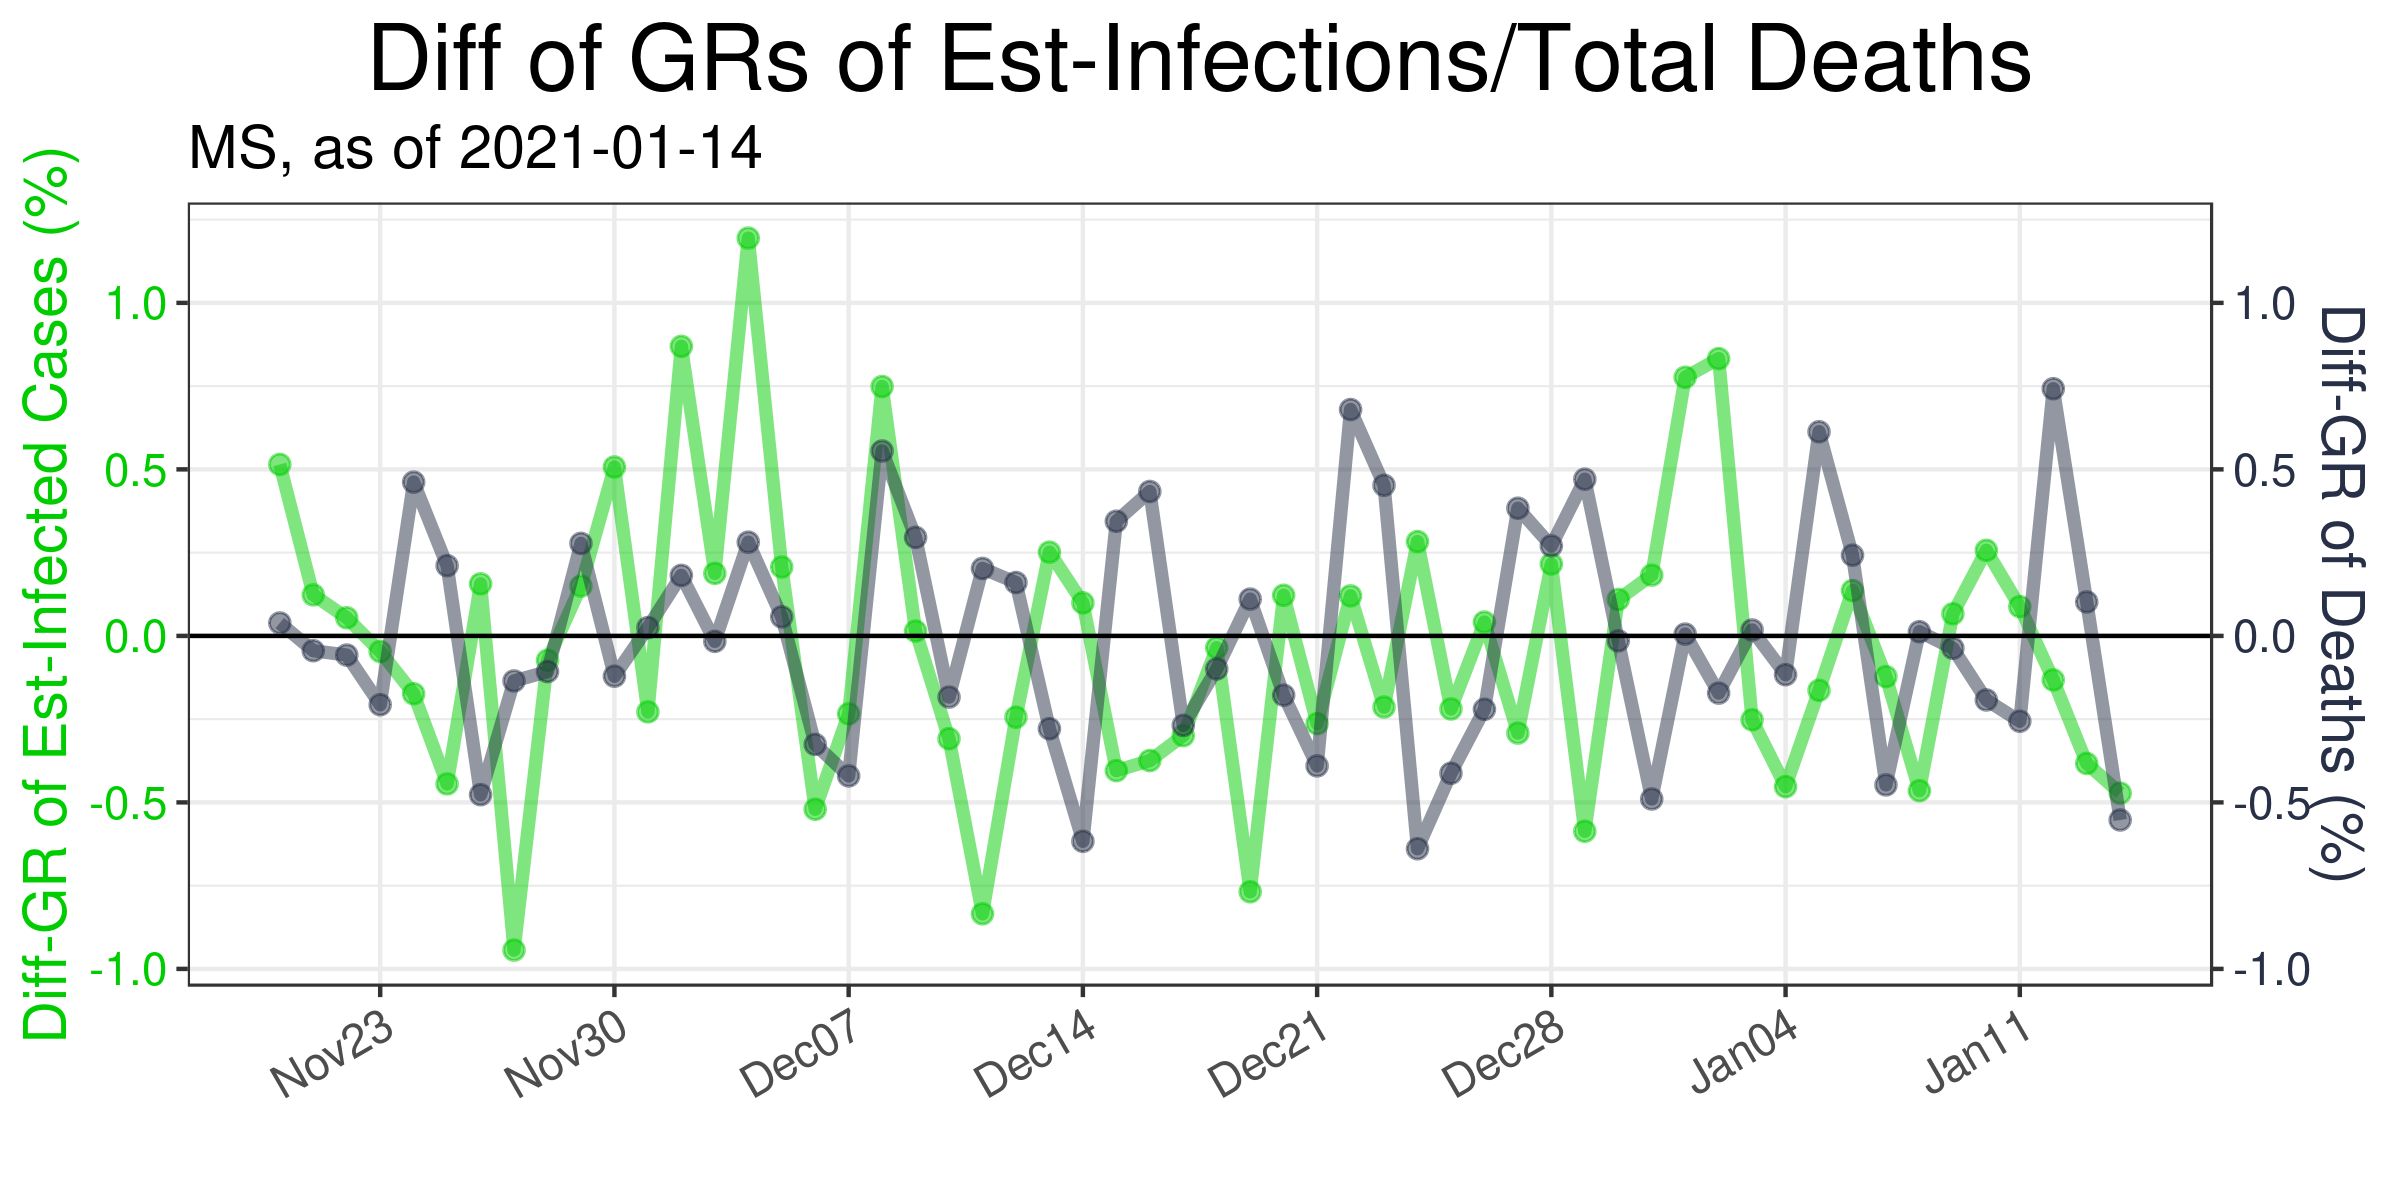 Diff of GRs of Est-Infections/Total Deaths
MS, as of 2021-01-14
Diff-GR of Est-Infected Cases (%)
1.0
0.5
0.0
-0.5
-1.0
1.0
0.5
0.0
-0.5
-1.0
Diff-GR of Deaths (%)
Nov23
Nov30
Dec07
Dec14
Dec21
Dec28
Jan04
Jan11